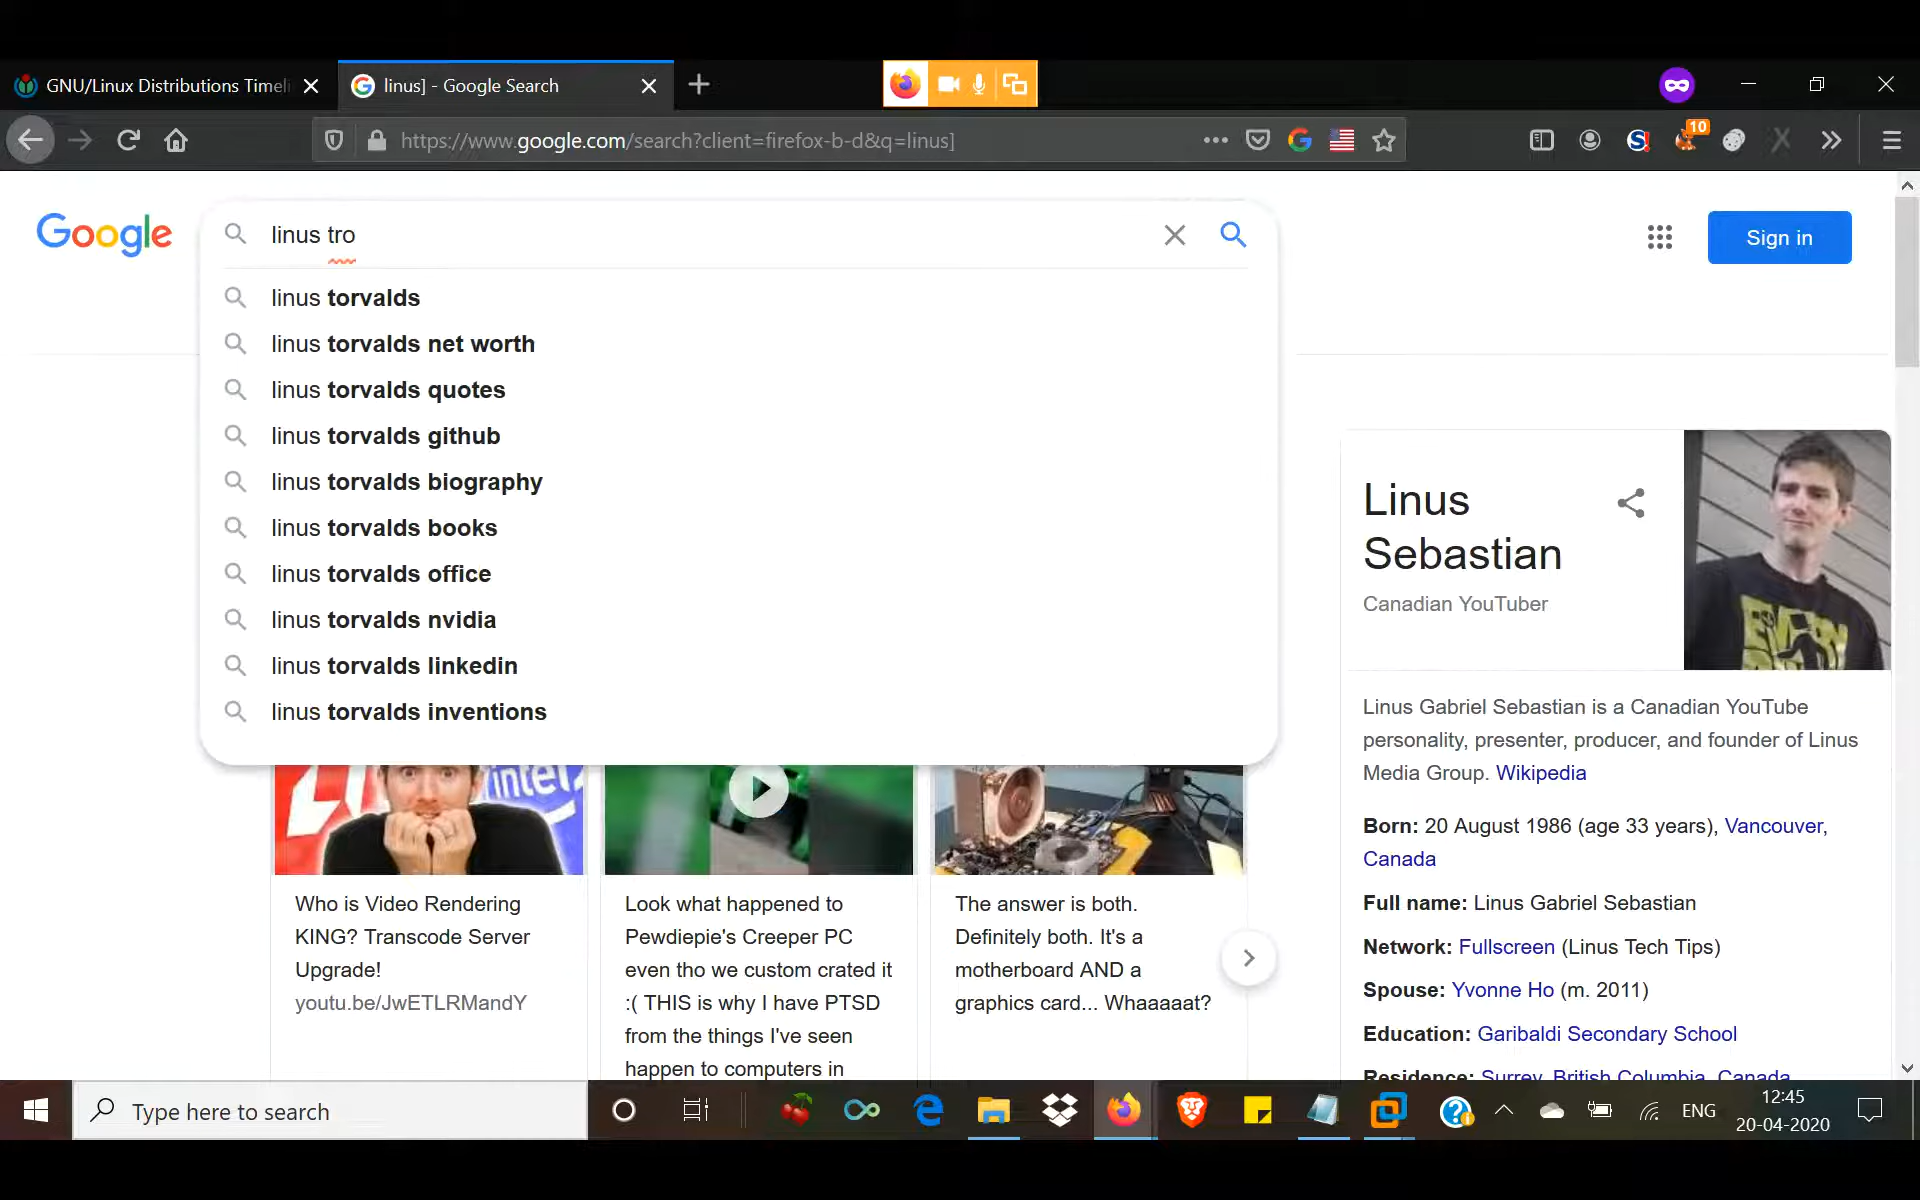 GNU/Linux Distributions Timeli
linus] - Google Search
https://www.google.com/search?client=firefox-b-d&q=linus]
10
Google
linus tro
Sign in
linus torvalds
linus torvalds net worth
linus torvalds quotes
linus torvalds github
linus torvalds biography
linus torvalds books
linus torvalds office
linus torvalds nvidia
linus torvalds linkedin
linus torvalds inventions
Linus
Sebastian
Canadian YouTuber
Linus Gabriel Sebastian is a Canadian YouTube
personality, presenter, producer, and founder of Linus
Media Group. Wikipedia
Born: 20 August 1986 (age 33 years), Vancouver,
Canada
Full name: Linus Gabriel Sebastian
Network: Fullscreen (Linus Tech Tips)
Spouse: Yvonne Ho (m. 2011)
Education: Garibaldi Secondary School
Residence: Surrey, British Columbia, Canada
intel
Who is Video Rendering
KING? Transcode Server
Upgrade!
youtu.be/JwETLRMandY
Look what happened to
Pewdiepie's Creeper PC
even tho we custom crated it
:( THIS is why I have PTSD
from the things I've seen
happen to computers in
The answer is both.
Definitely both. It's a
motherboard AND a
graphics card... Whaaaaat?
Type here to search
ENG
12:45
20-04-2020